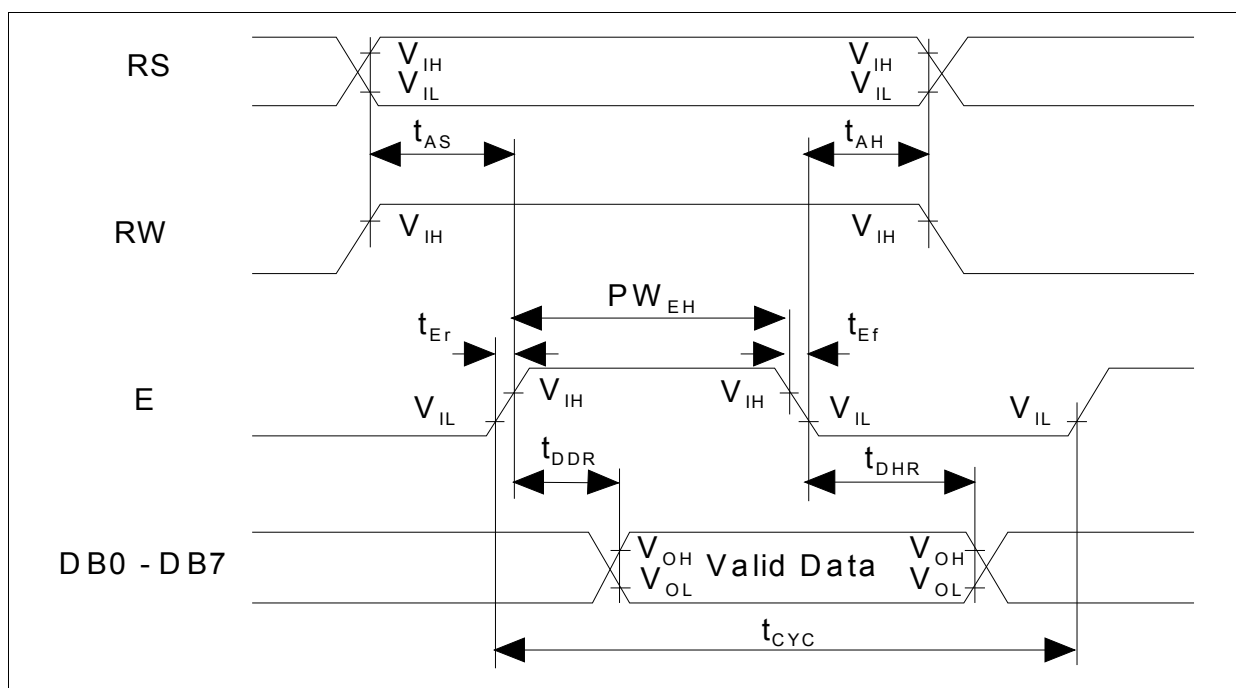 RS
V_IH
V_IL
V_IH
V_IL
t_AS
t_AH
RW
V_IH
V_IH
PW_EH
t_Er
t_Ef
E
V_IL
V_IH
V_IH
V_IL
V_IL
t_DDR
t_DHR
DB0 - DB7
V_OH
V_OL
Valid Data
V_OH
V_OL
t_CYC